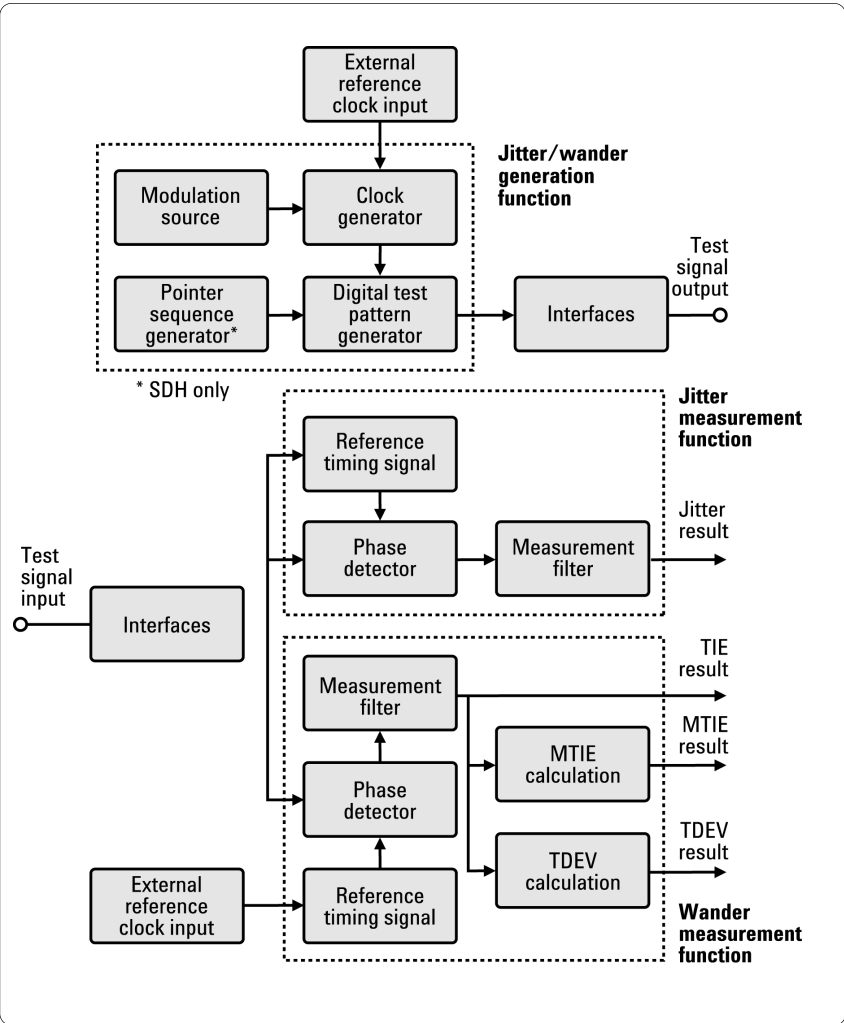 External
reference
clock input
Jitter/wander
generation
function
Modulation
source
Clock
generator
Test
signal
output
Pointer
sequence
generator*
Digital test
pattern
generator
Interfaces
* SDH only
Jitter
measurement
function
Reference
timing signal
Jitter
result
Phase
detector
Measurement
filter
Test
signal
input
Interfaces
TIE
result
Measurement
filter
MTIE
result
MTIE
calculation
Phase
detector
TDEV
result
TDEV
calculation
External
reference
clock input
Reference
timing signal
Wander
measurement
function